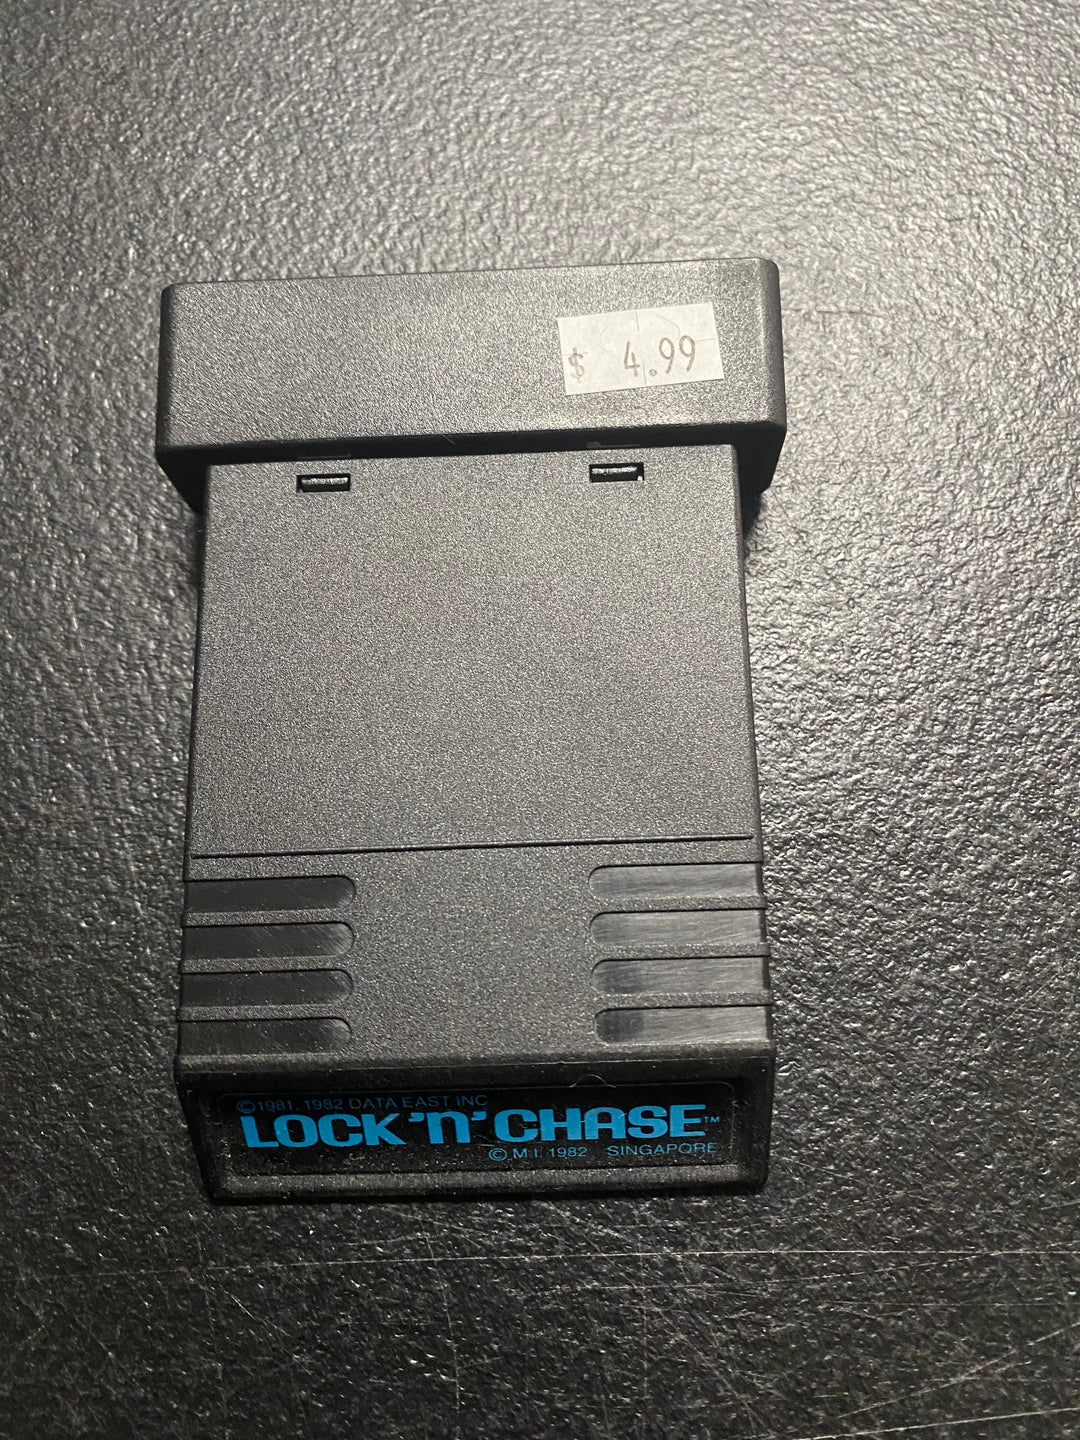 $ 4.99
©1981, 1982 DATA EAST INC
LOCK 'n' CHASE™
© M I. 1982 SINGAPORE